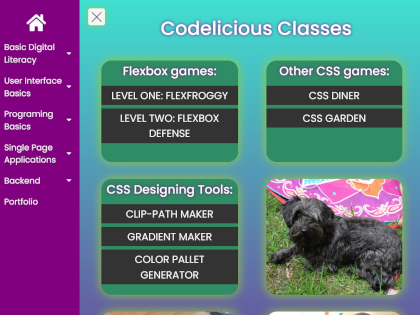 Basic Digital
Literacy
User Interface
Basics
Programing
Basics
Single Page
Applications
Backend
Portfolio
Codelicious Classes
Flexbox games:
LEVEL ONE: FLEXFROGGY
LEVEL TWO: FLEXBOX
DEFENSE
Other CSS games:
CSS DINER
CSS GARDEN
CSS Designing Tools:
CLIP-PATH MAKER
GRADIENT MAKER
COLOR PALLET
GENERATOR